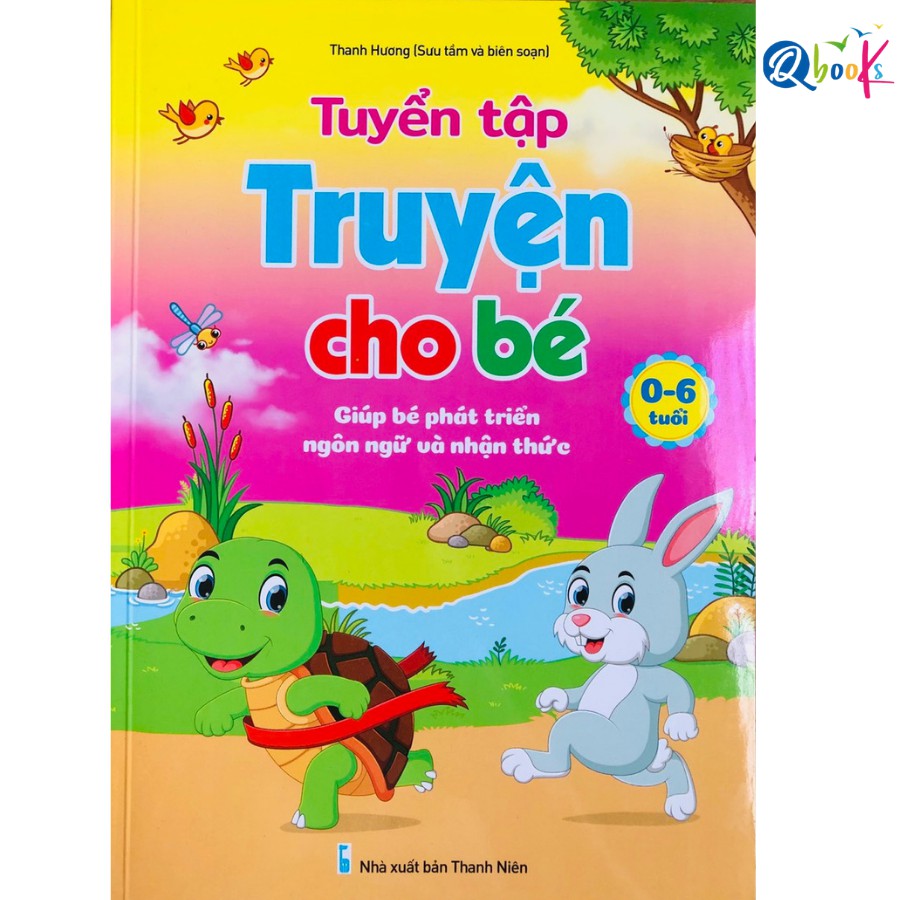 Thanh Hương (Sưu tầm và biên soạn)
Qbooks
Tuyển tập
Truyện
cho bé
Giúp bé phát triển
ngôn ngữ và nhận thức
0-6
tuổi
Nhà xuất bản Thanh Niên